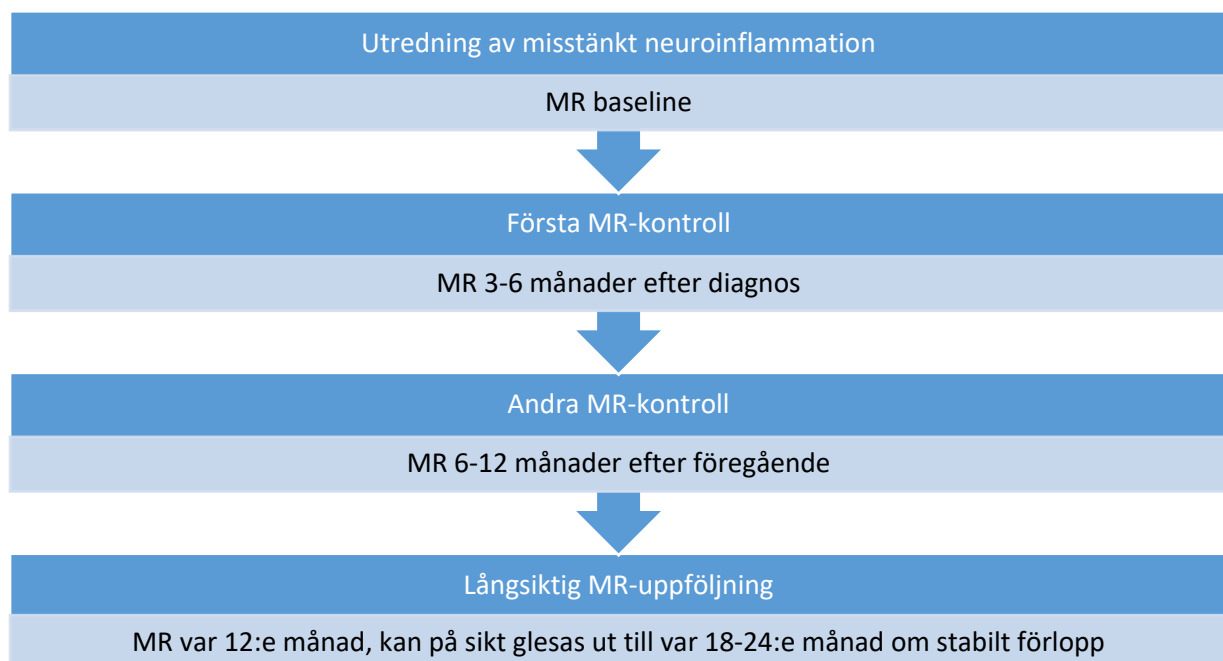 Utredning av misstänkt neuroinflammation
MR baseline
Första MR-kontroll
MR 3-6 månader efter diagnos
Andra MR-kontroll
MR 6-12 månader efter föregående
Långsiktig MR-uppföljning
MR var 12:e månad, kan på sikt glesas ut till var 18-24:e månad om stabilt förlopp